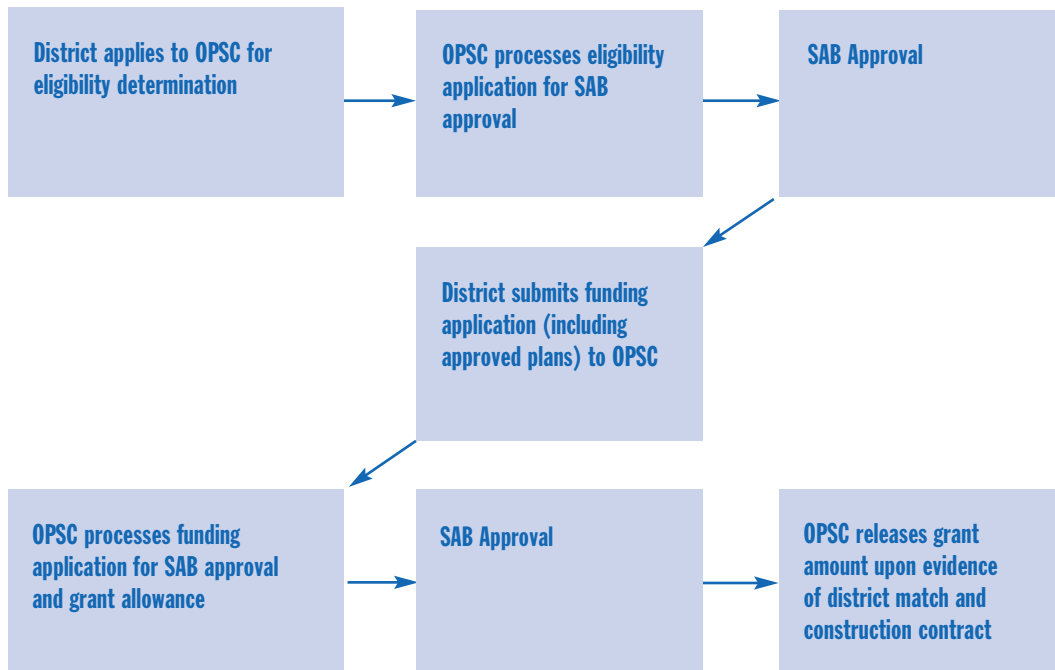 District applies to OPSC for
eligibility determination
OPSC processes eligibility
application for SAB
approval
SAB Approval
District submits funding
application (including
approved plans) to OPSC
OPSC processes funding
application for SAB approval
and grant allowance
SAB Approval
OPSC releases grant
amount upon evidence
of district match and
construction contract